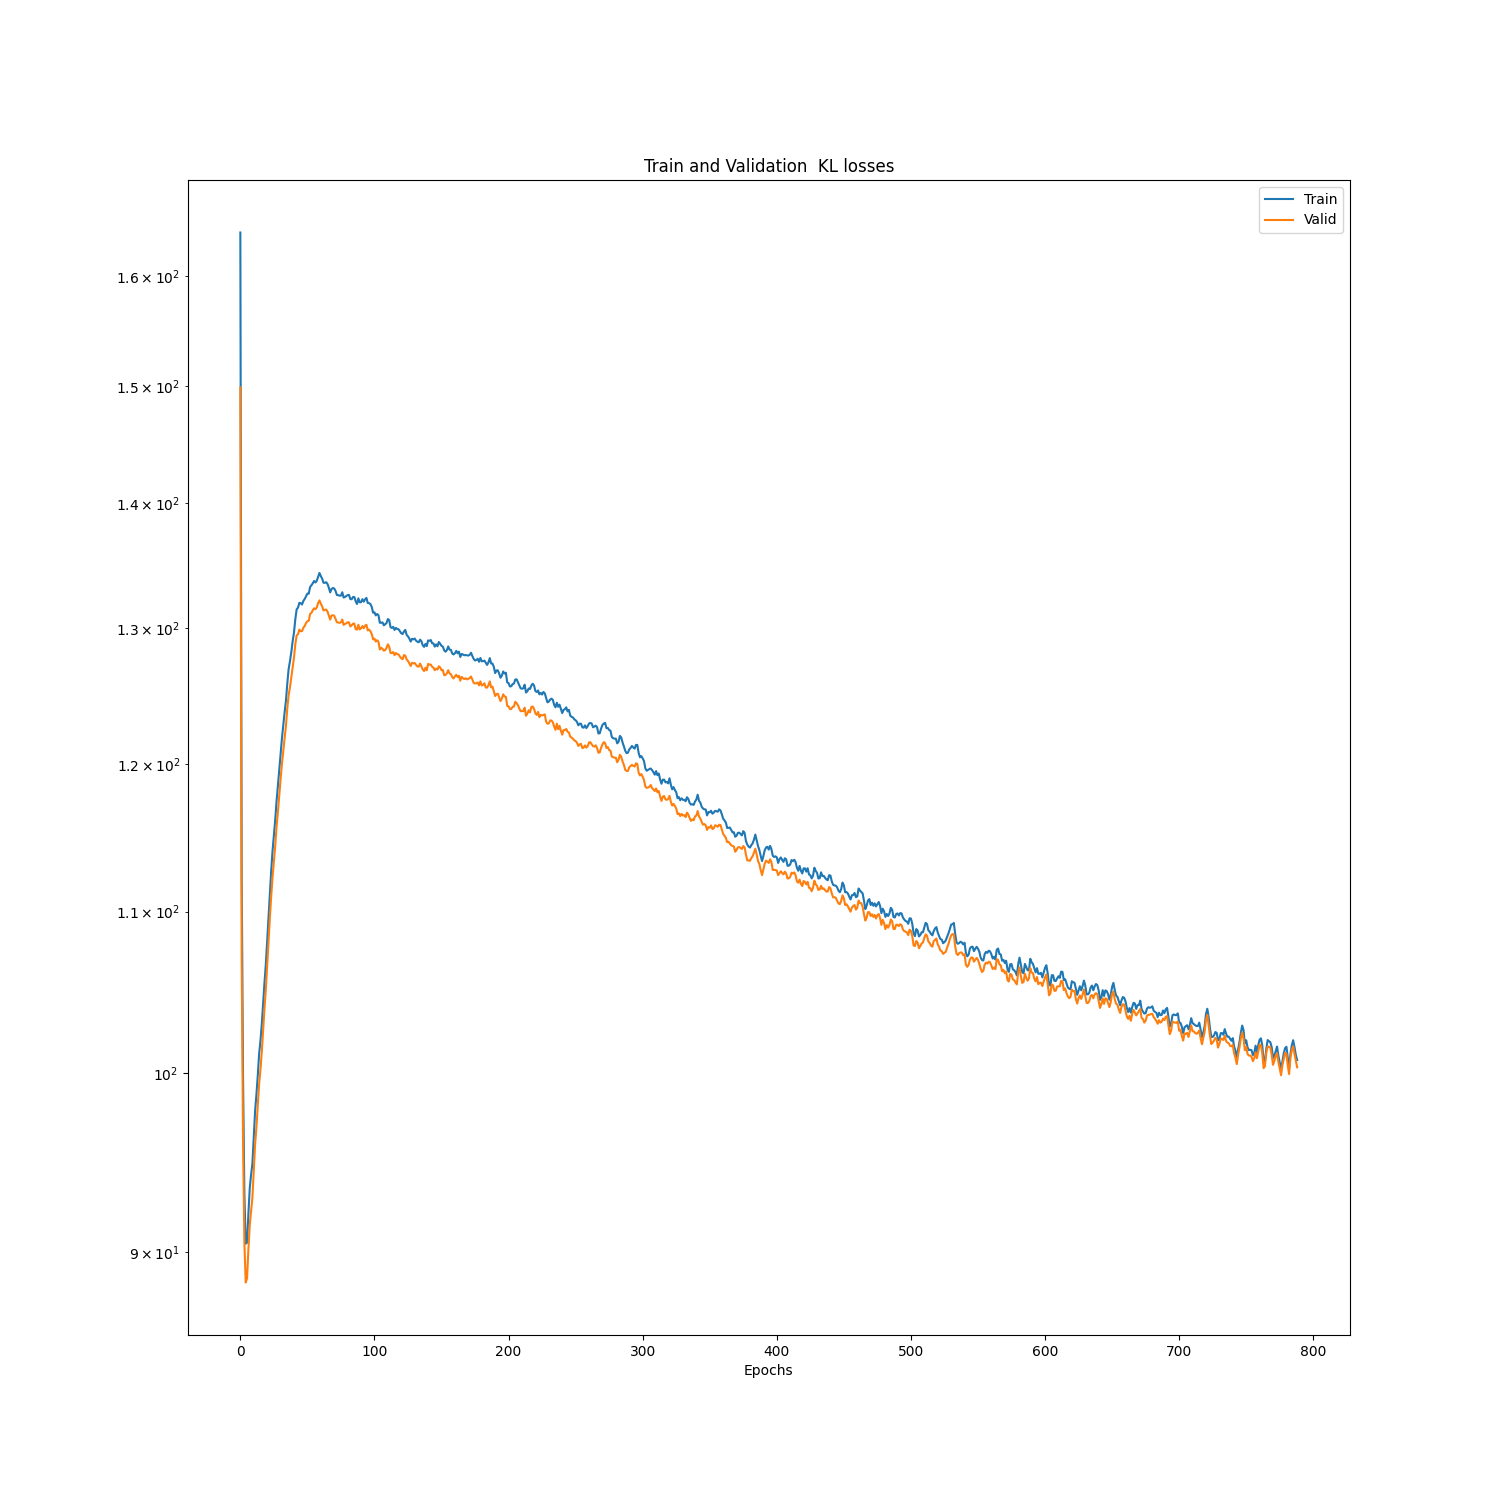 Train and Validation  KL losses
Train
Valid
1.6 × 10²
1.5 × 10²
1.4 × 10²
1.3 × 10²
1.2 × 10²
1.1 × 10²
10²
9 × 10¹
0 100 200 300 400 500 600 700 800
Epochs